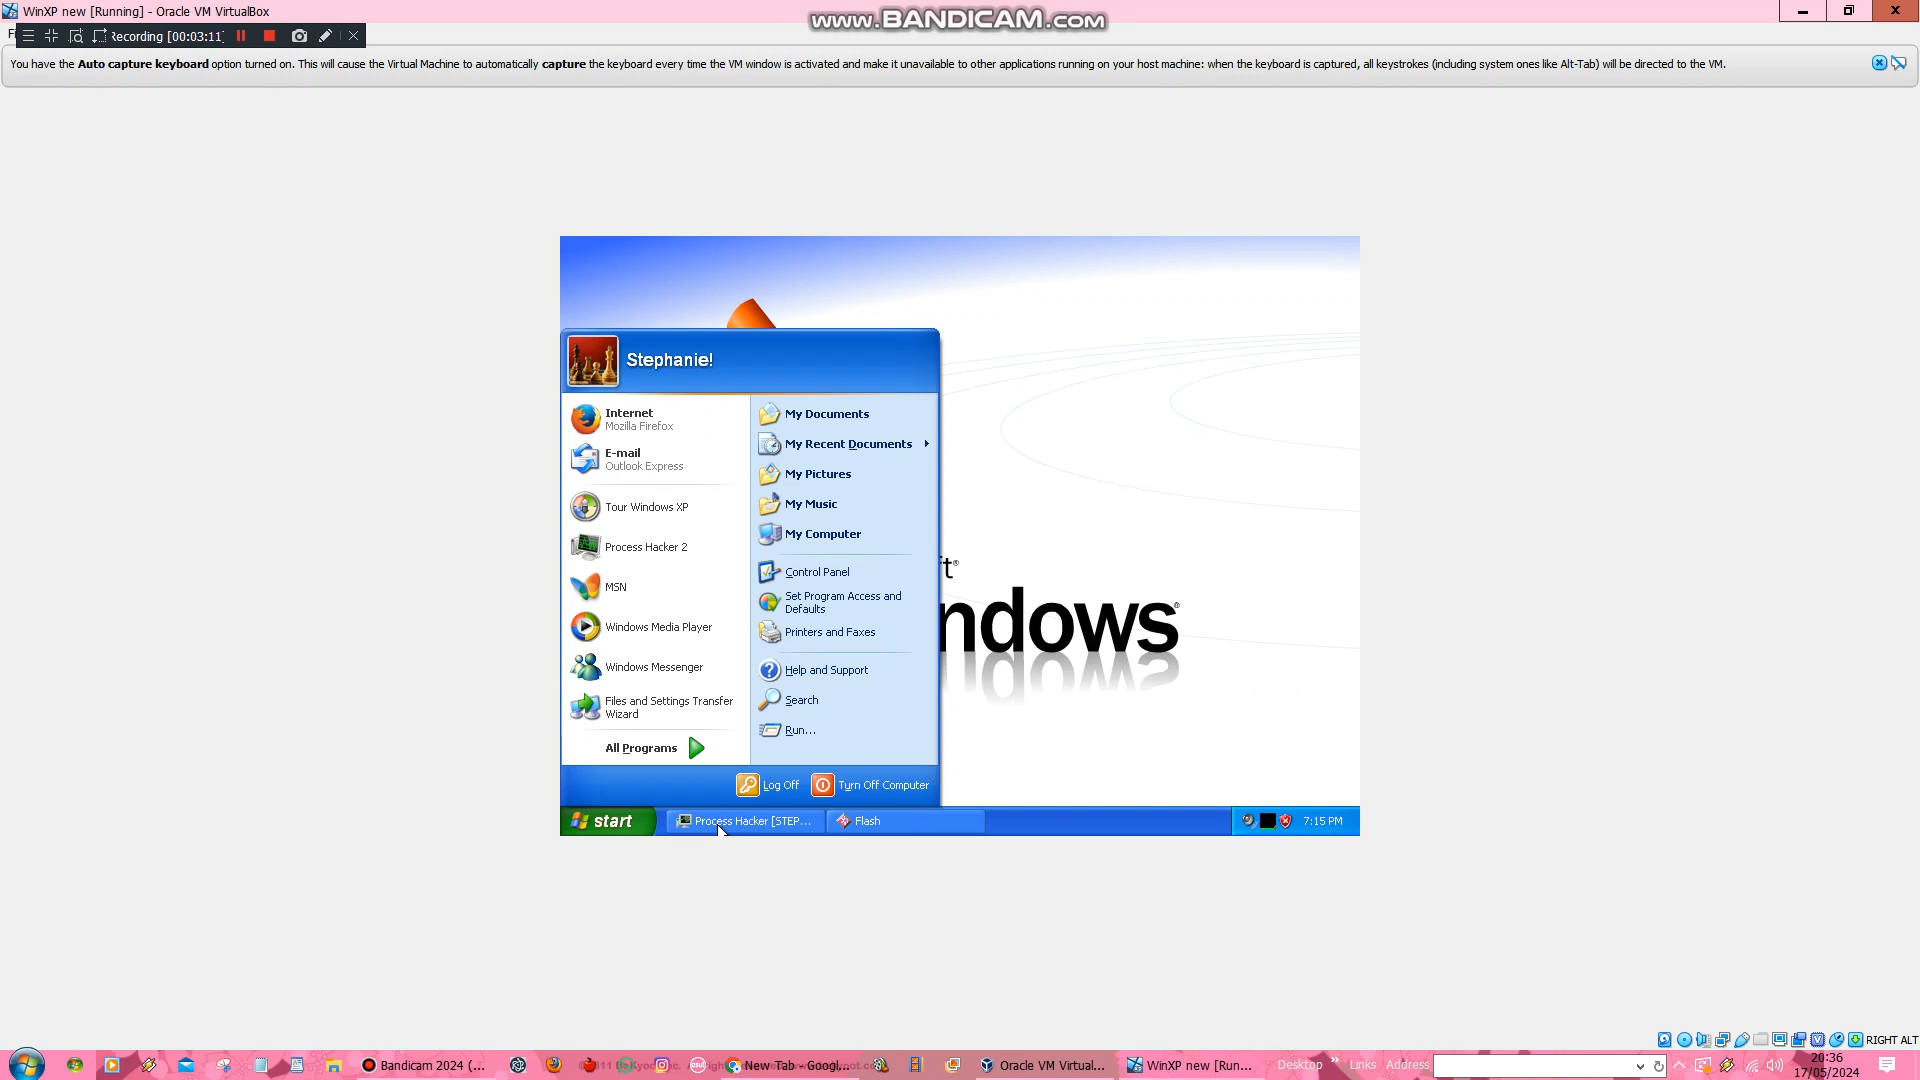 WinXP new [Running] - Oracle VM VirtualBox
WWW.BANDICAM.COM
Recording [00:03:11]
You have the Auto capture keyboard option turned on. This will cause the Virtual Machine to automatically capture the keyboard every time the VM window is activated and make it unavailable to other applications running on your host machine: when the keyboard is captured, all keystrokes (including system ones like Alt-Tab) will be directed to the VM.
Stephanie!
Internet
Mozilla Firefox
E-mail
Outlook Express
Tour Windows XP
Process Hacker 2
MSN
Windows Media Player
Windows Messenger
Files and Settings Transfer
Wizard
All Programs
My Documents
My Recent Documents
My Pictures
My Music
My Computer
Control Panel
Set Program Access and
Defaults
Printers and Faxes
Help and Support
Search
Run...
ft®
ndows®
Log Off
Turn Off Computer
start
Process Hacker [STEP...
Flash
7:15 PM
RIGHT ALT
Bandicam 2024 (...
New Tab - Googl...
Oracle VM Virtual...
WinXP new [Run...
Desktop
Links
Address
20:36
17/05/2024